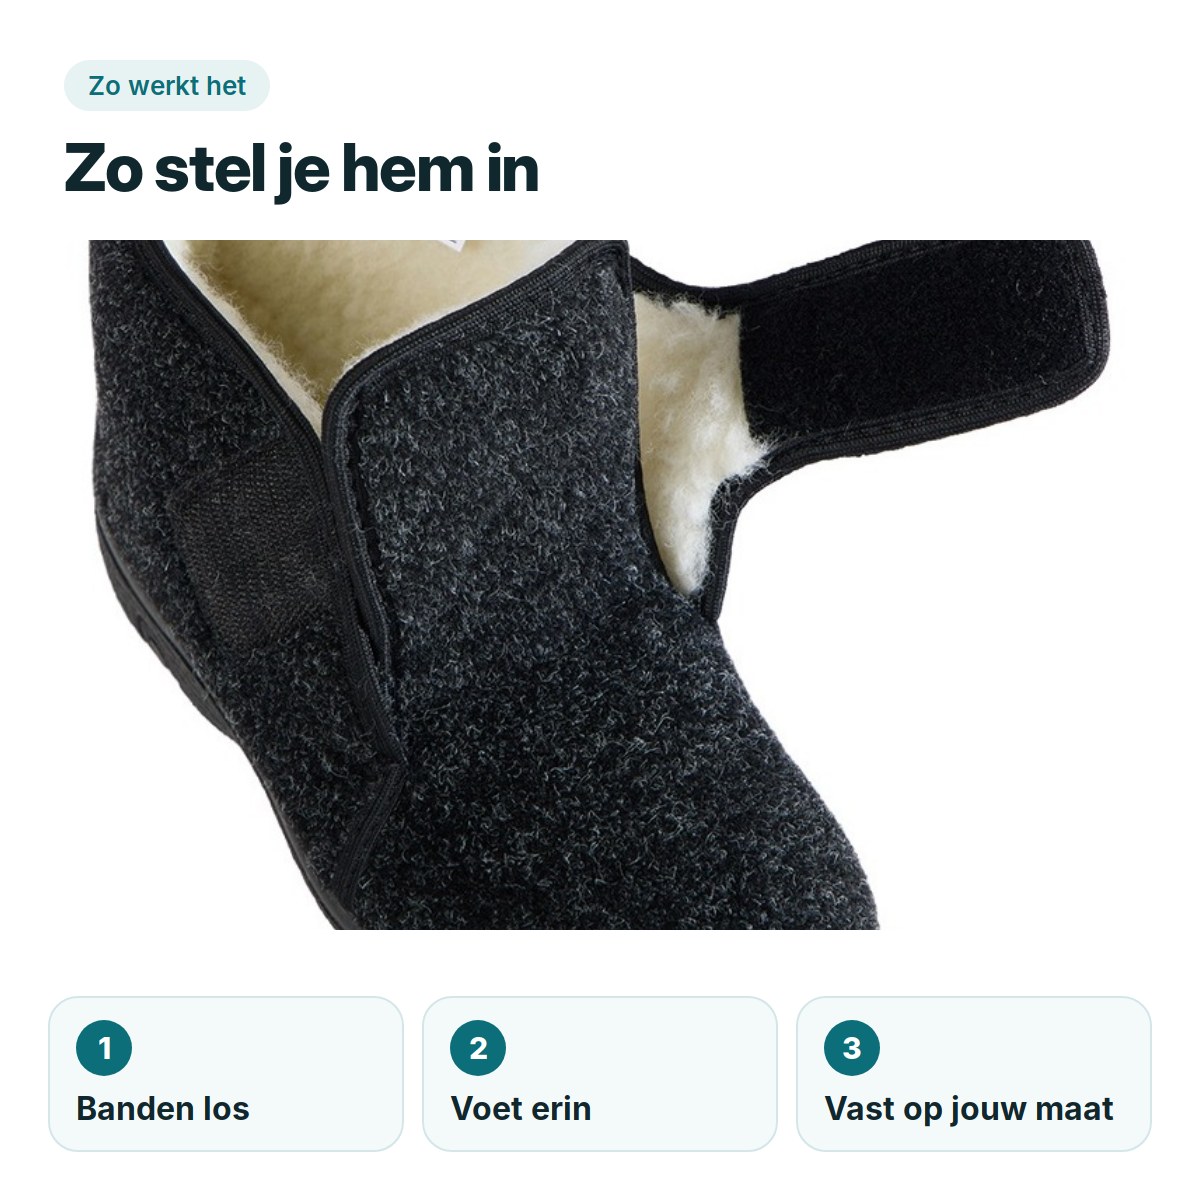 Zo werkt het
Zo stel je hem in
1
Banden los
2
Voet erin
3
Vast op jouw maat